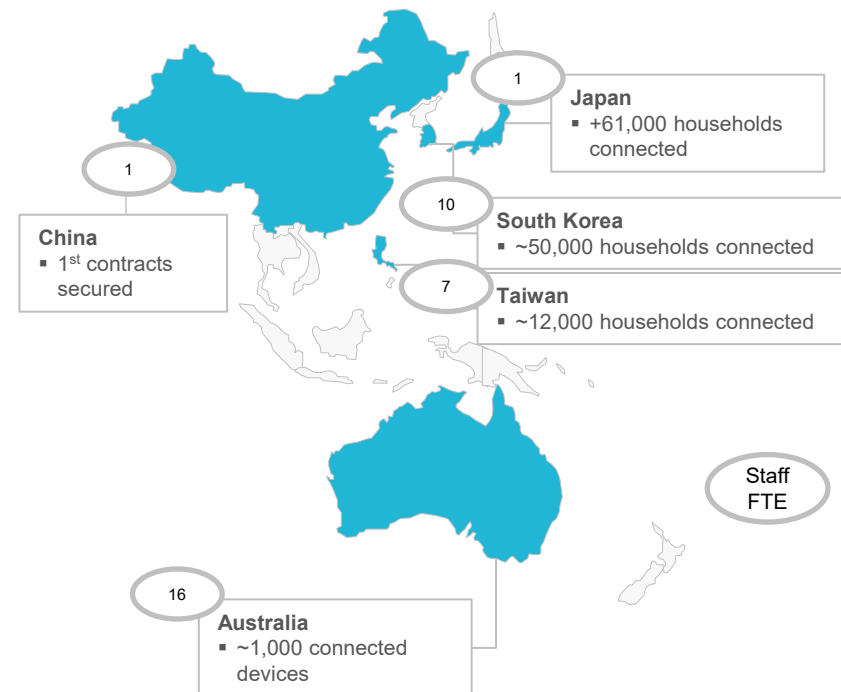 1
Japan
▪ +61,000 households
connected
1
China
▪ 1st contracts
secured
10
South Korea
▪ ~50,000 households connected
7
Taiwan
▪ ~12,000 households connected
Staff
FTE
16
Australia
▪ ~1,000 connected
devices